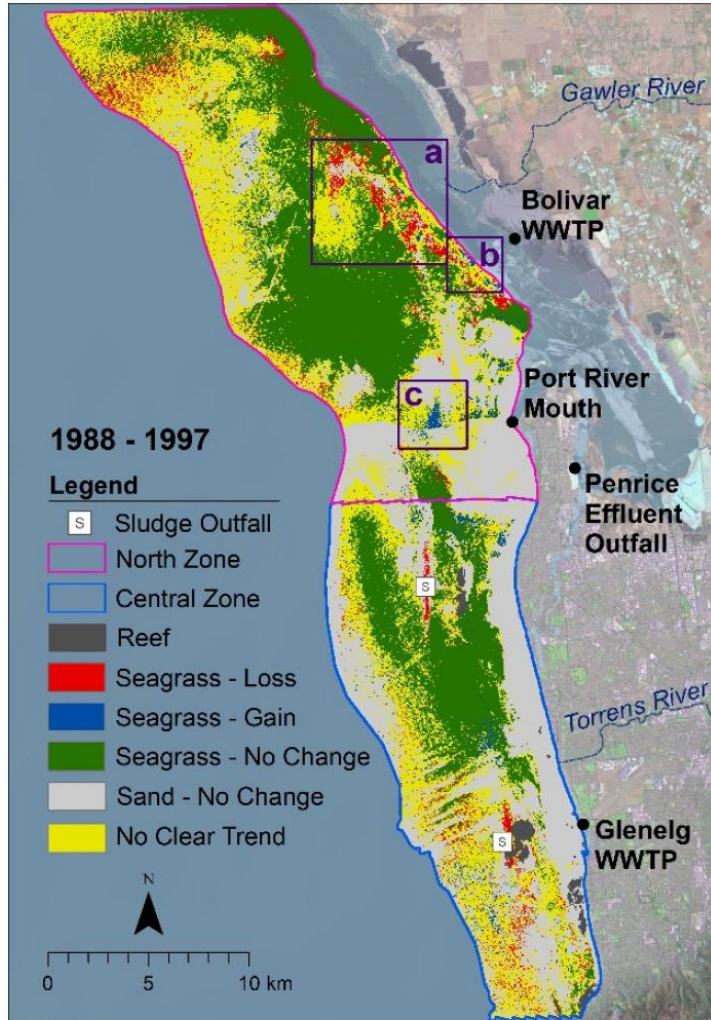 Gawler River
a
Bolivar
WWTP
b
Port River
Mouth
c
1988 - 1997
Legend
S Sludge Outfall
North Zone
Central Zone
Reef
Seagrass - Loss
Seagrass - Gain
Seagrass - No Change
Sand - No Change
No Clear Trend
Penrice
Effluent
Outfall
S
Torrens River
S
Glenelg
WWTP
N
0 5 10 km